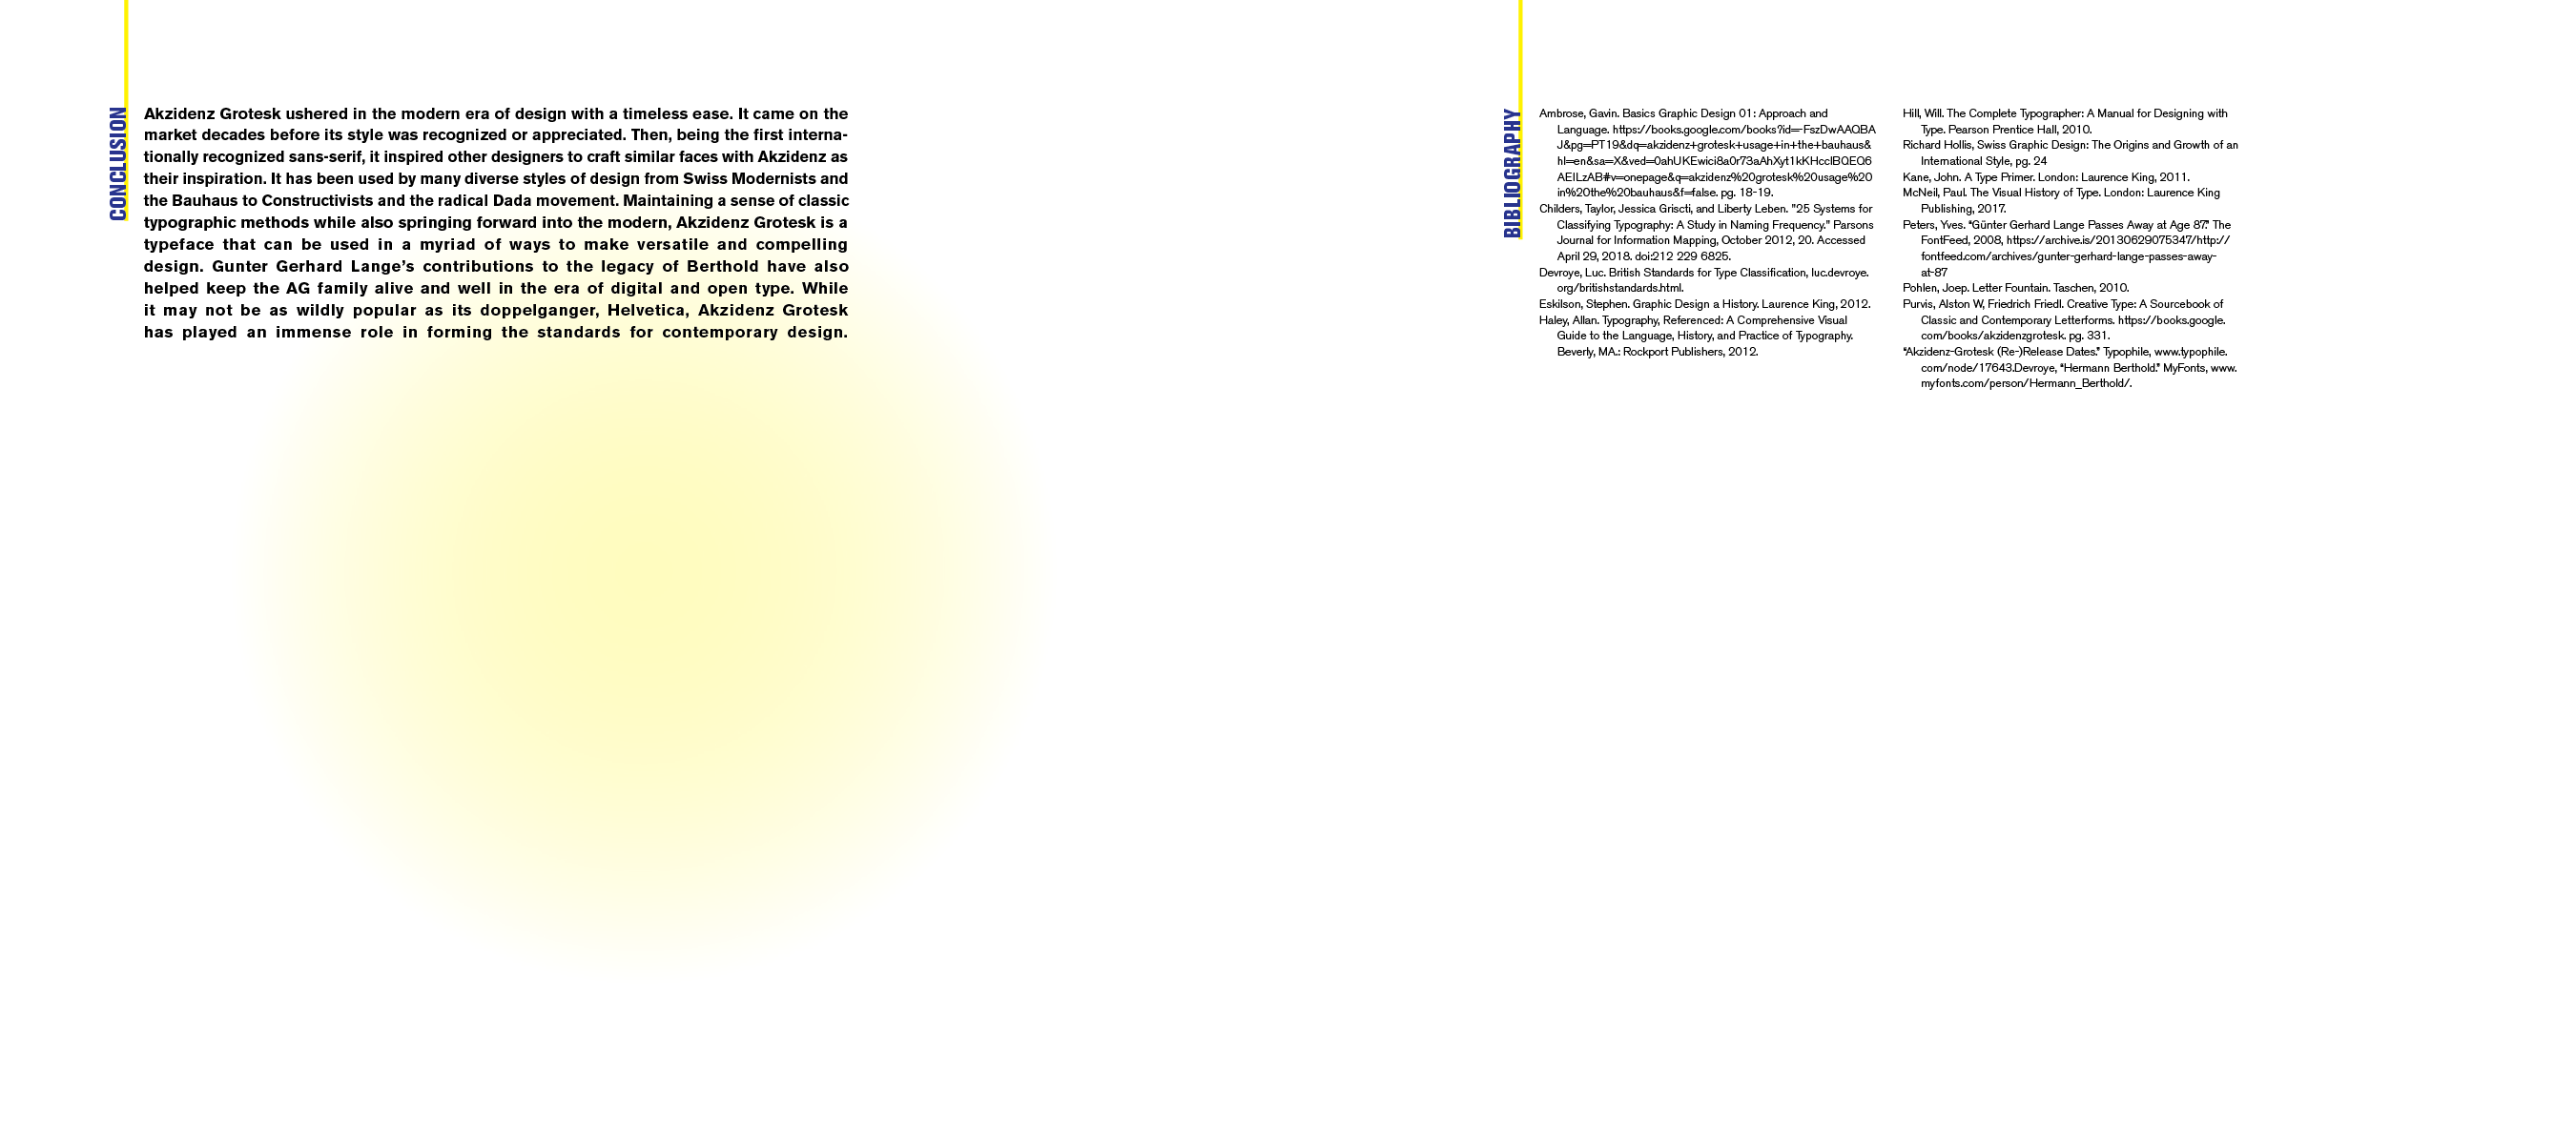 CONCLUSION
Akzidenz Grotesk ushered in the modern era of design with a timeless ease. It came on the
market decades before its style was recognized or appreciated. Then, being the first interna-
tionally recognized sans-serif, it inspired other designers to craft similar faces with Akzidenz as
their inspiration. It has been used by many diverse styles of design from Swiss Modernists and
the Bauhaus to Constructivists and the radical Dada movement. Maintaining a sense of classic
typographic methods while also springing forward into the modern, Akzidenz Grotesk is a
typeface that can be used in a myriad of ways to make versatile and compelling
design. Gunter Gerhard Lange’s contributions to the legacy of Berthold have also
helped keep the AG family alive and well in the era of digital and open type. While
it may not be as wildly popular as its doppelganger, Helvetica, Akzidenz Grotesk
has played an immense role in forming the standards for contemporary design.
BIBLIOGRAPHY
Ambrose, Gavin. Basics Graphic Design 01: Approach and
Language. https://books.google.com/books?id=-FszDwAAQBA
J&pg=PT19&dq=akzidenz+grotesk+usage+in+the+bauhaus&
hl=en&sa=X&ved=0ahUKEwici8a0r73aAhXyt1kKHccIBQEQ6
AEILzAB#v=onepage&q=akzidenz%20grotesk%20usage%20
in%20the%20bauhaus&f=false. pg. 18-19.
Childers, Taylor, Jessica Griscti, and Liberty Leben. "25 Systems for
Classifying Typography: A Study in Naming Frequency." Parsons
Journal for Information Mapping, October 2012, 20. Accessed
April 29, 2018. doi:212 229 6825.
Devroye, Luc. British Standards for Type Classification, luc.devroye.
org/britishstandards.html.
Eskilson, Stephen. Graphic Design a History. Laurence King, 2012.
Haley, Allan. Typography, Referenced: A Comprehensive Visual
Guide to the Language, History, and Practice of Typography.
Beverly, MA.: Rockport Publishers, 2012.
Hill, Will. The Complete Typographer: A Manual for Designing with
Type. Pearson Prentice Hall, 2010.
Richard Hollis, Swiss Graphic Design: The Origins and Growth of an
International Style, pg. 24
Kane, John. A Type Primer. London: Laurence King, 2011.
McNeil, Paul. The Visual History of Type. London: Laurence King
Publishing, 2017.
Peters, Yves. “Günter Gerhard Lange Passes Away at Age 87.” The
FontFeed, 2008, https://archive.is/20130629075347/http://
fontfeed.com/archives/gunter-gerhard-lange-passes-away-
at-87
Pohlen, Joep. Letter Fountain. Taschen, 2010.
Purvis, Alston W, Friedrich Friedl. Creative Type: A Sourcebook of
Classic and Contemporary Letterforms. https://books.google.
com/books/akzidenzgrotesk. pg. 331.
“Akzidenz-Grotesk (Re-)Release Dates.” Typophile, www.typophile.
com/node/17643.Devroye, “Hermann Berthold.” MyFonts, www.
myfonts.com/person/Hermann_Berthold/.